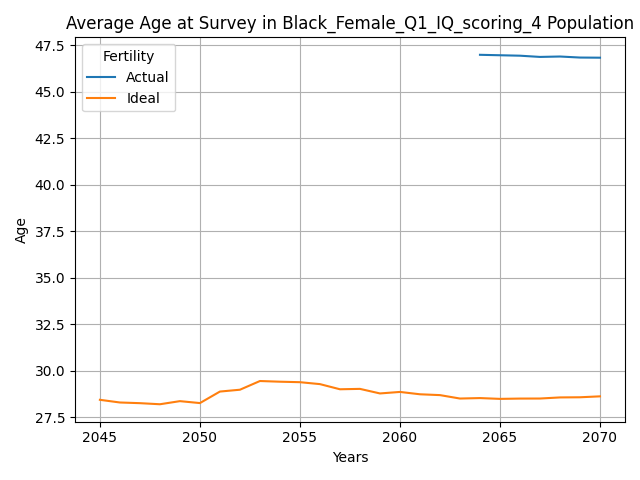 Average Age at Survey in Black_Female_Q1_IQ_scoring_4 Population
Fertility
Actual
Ideal
Age
47.5
45.0
42.5
40.0
37.5
35.0
32.5
30.0
27.5
2045 2050 2055 2060 2065 2070
Years